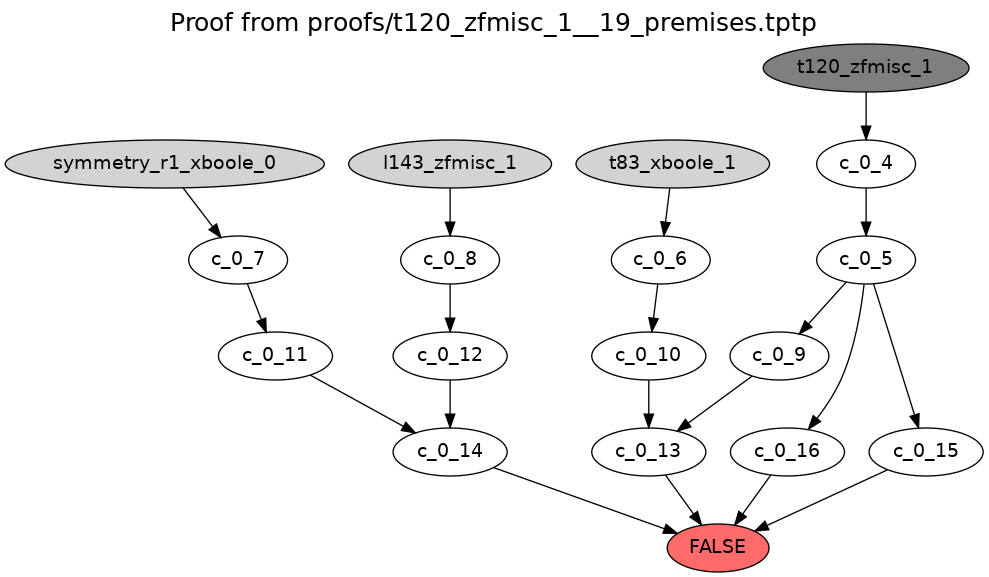 Proof from proofs/t120_zfmisc_1__19_premises.tptp
t120_zfmisc_1
symmetry_r1_xboole_0 l143_zfmisc_1 t83_xboole_1 c_0_4
c_0_7 c_0_8 c_0_6 c_0_5
c_0_11 c_0_12 c_0_10 c_0_9
c_0_14 c_0_13 c_0_16 c_0_15
FALSE